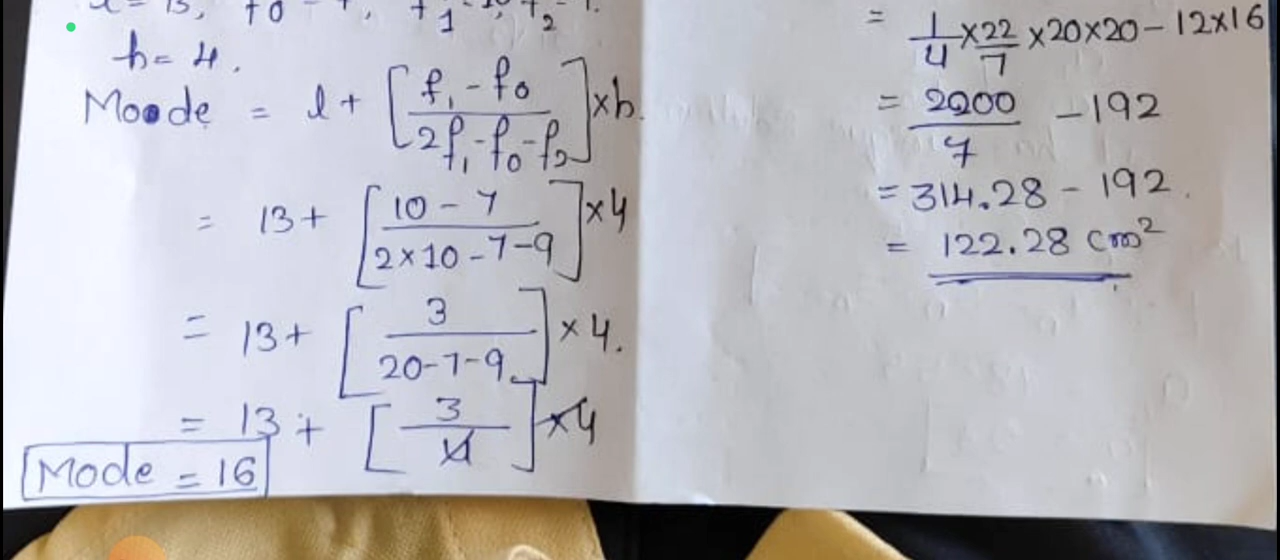 h = 4.
Mode = l + [f₁ - f₀ / 2f₁ - f₀ - f₂] × h.
= 13 + [10 - 7 / 2×10 - 7 - 9] × 4
= 13 + [3 / 20 - 7 - 9] × 4.
= 13 + [3 / 4] × 4
Mode = 16
= 1/4 × 22/7 × 20 × 20 - 12×16
= 2200/7 - 192
= 314.28 - 192.
= 122.28 cm²